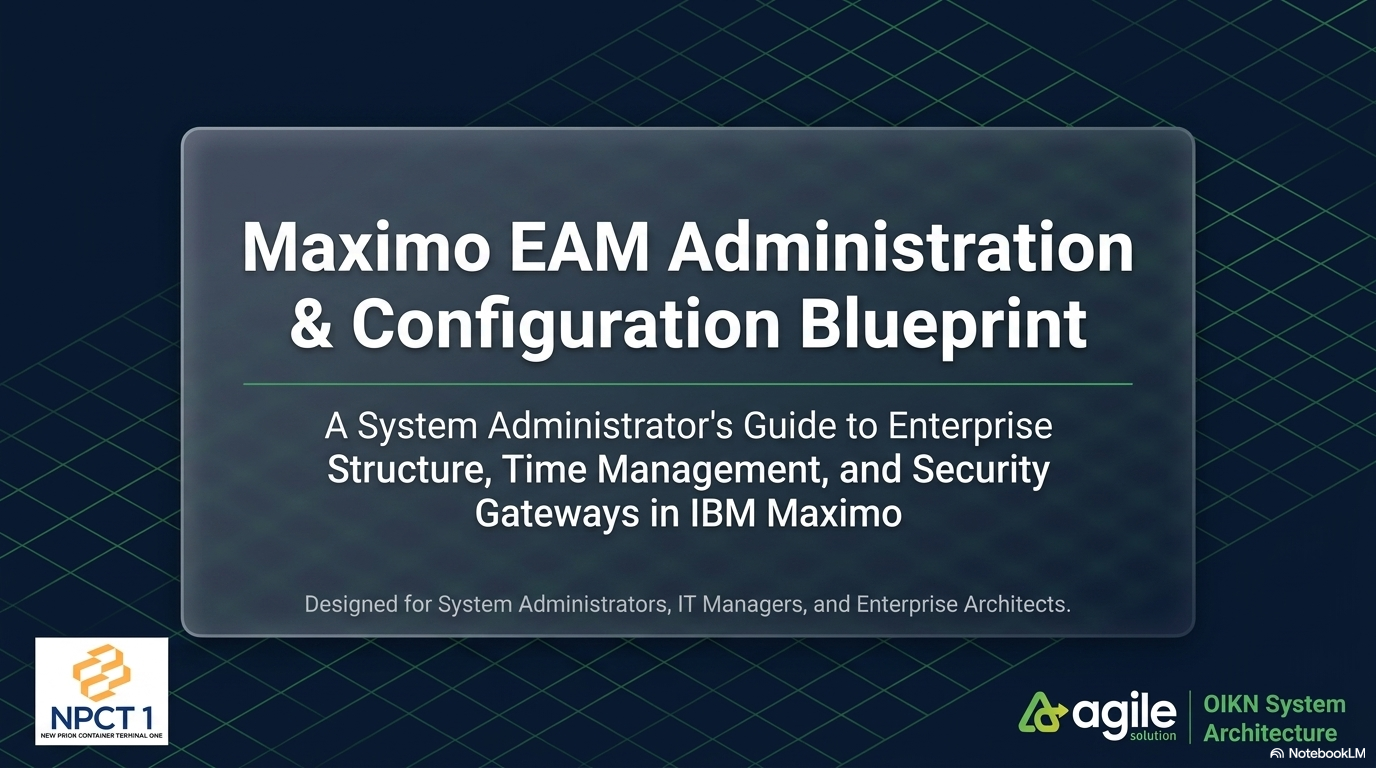 Maximo EAM Administration
& Configuration Blueprint
A System Administrator's Guide to Enterprise
Structure, Time Management, and Security
Gateways in IBM Maximo
Designed for System Administrators, IT Managers, and Enterprise Architects.
NPCT 1
NEW PRION CONTAINER TERMINAL ONE
agile
solution
OIKN System
Architecture
NotebookLM